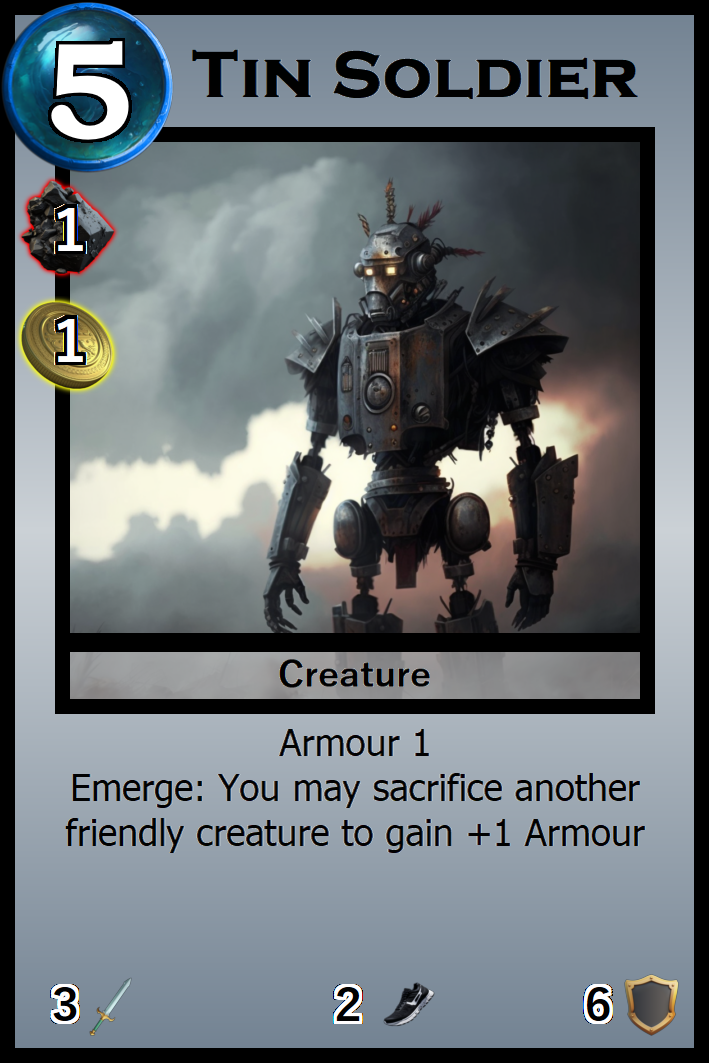 5
Tin Soldier
1
1
Creature
Armour 1
Emerge: You may sacrifice another
friendly creature to gain +1 Armour
3 2 6